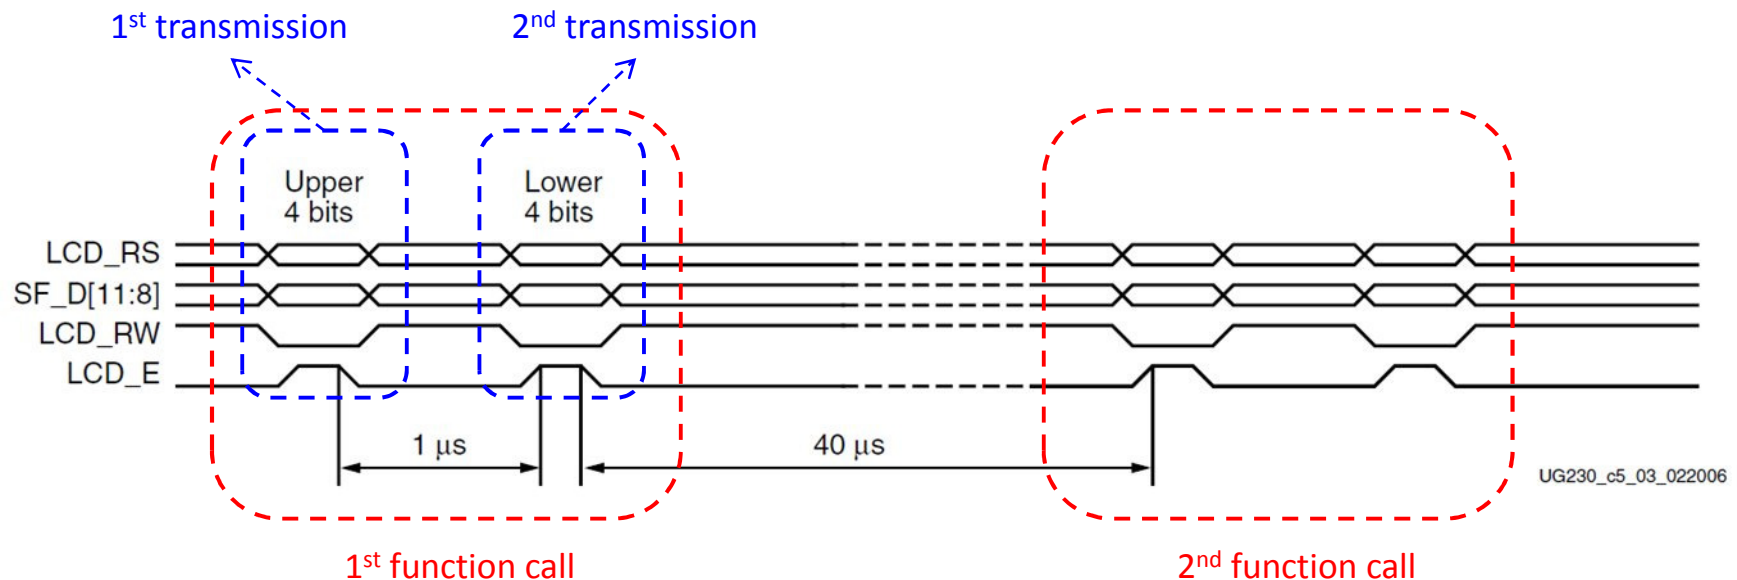 1st transmission
2nd transmission
Upper
4 bits
Lower
4 bits
LCD_RS
SF_D[11:8]
LCD_RW
LCD_E
1 μs
40 μs
UG230_c5_03_022006
1st function call
2nd function call